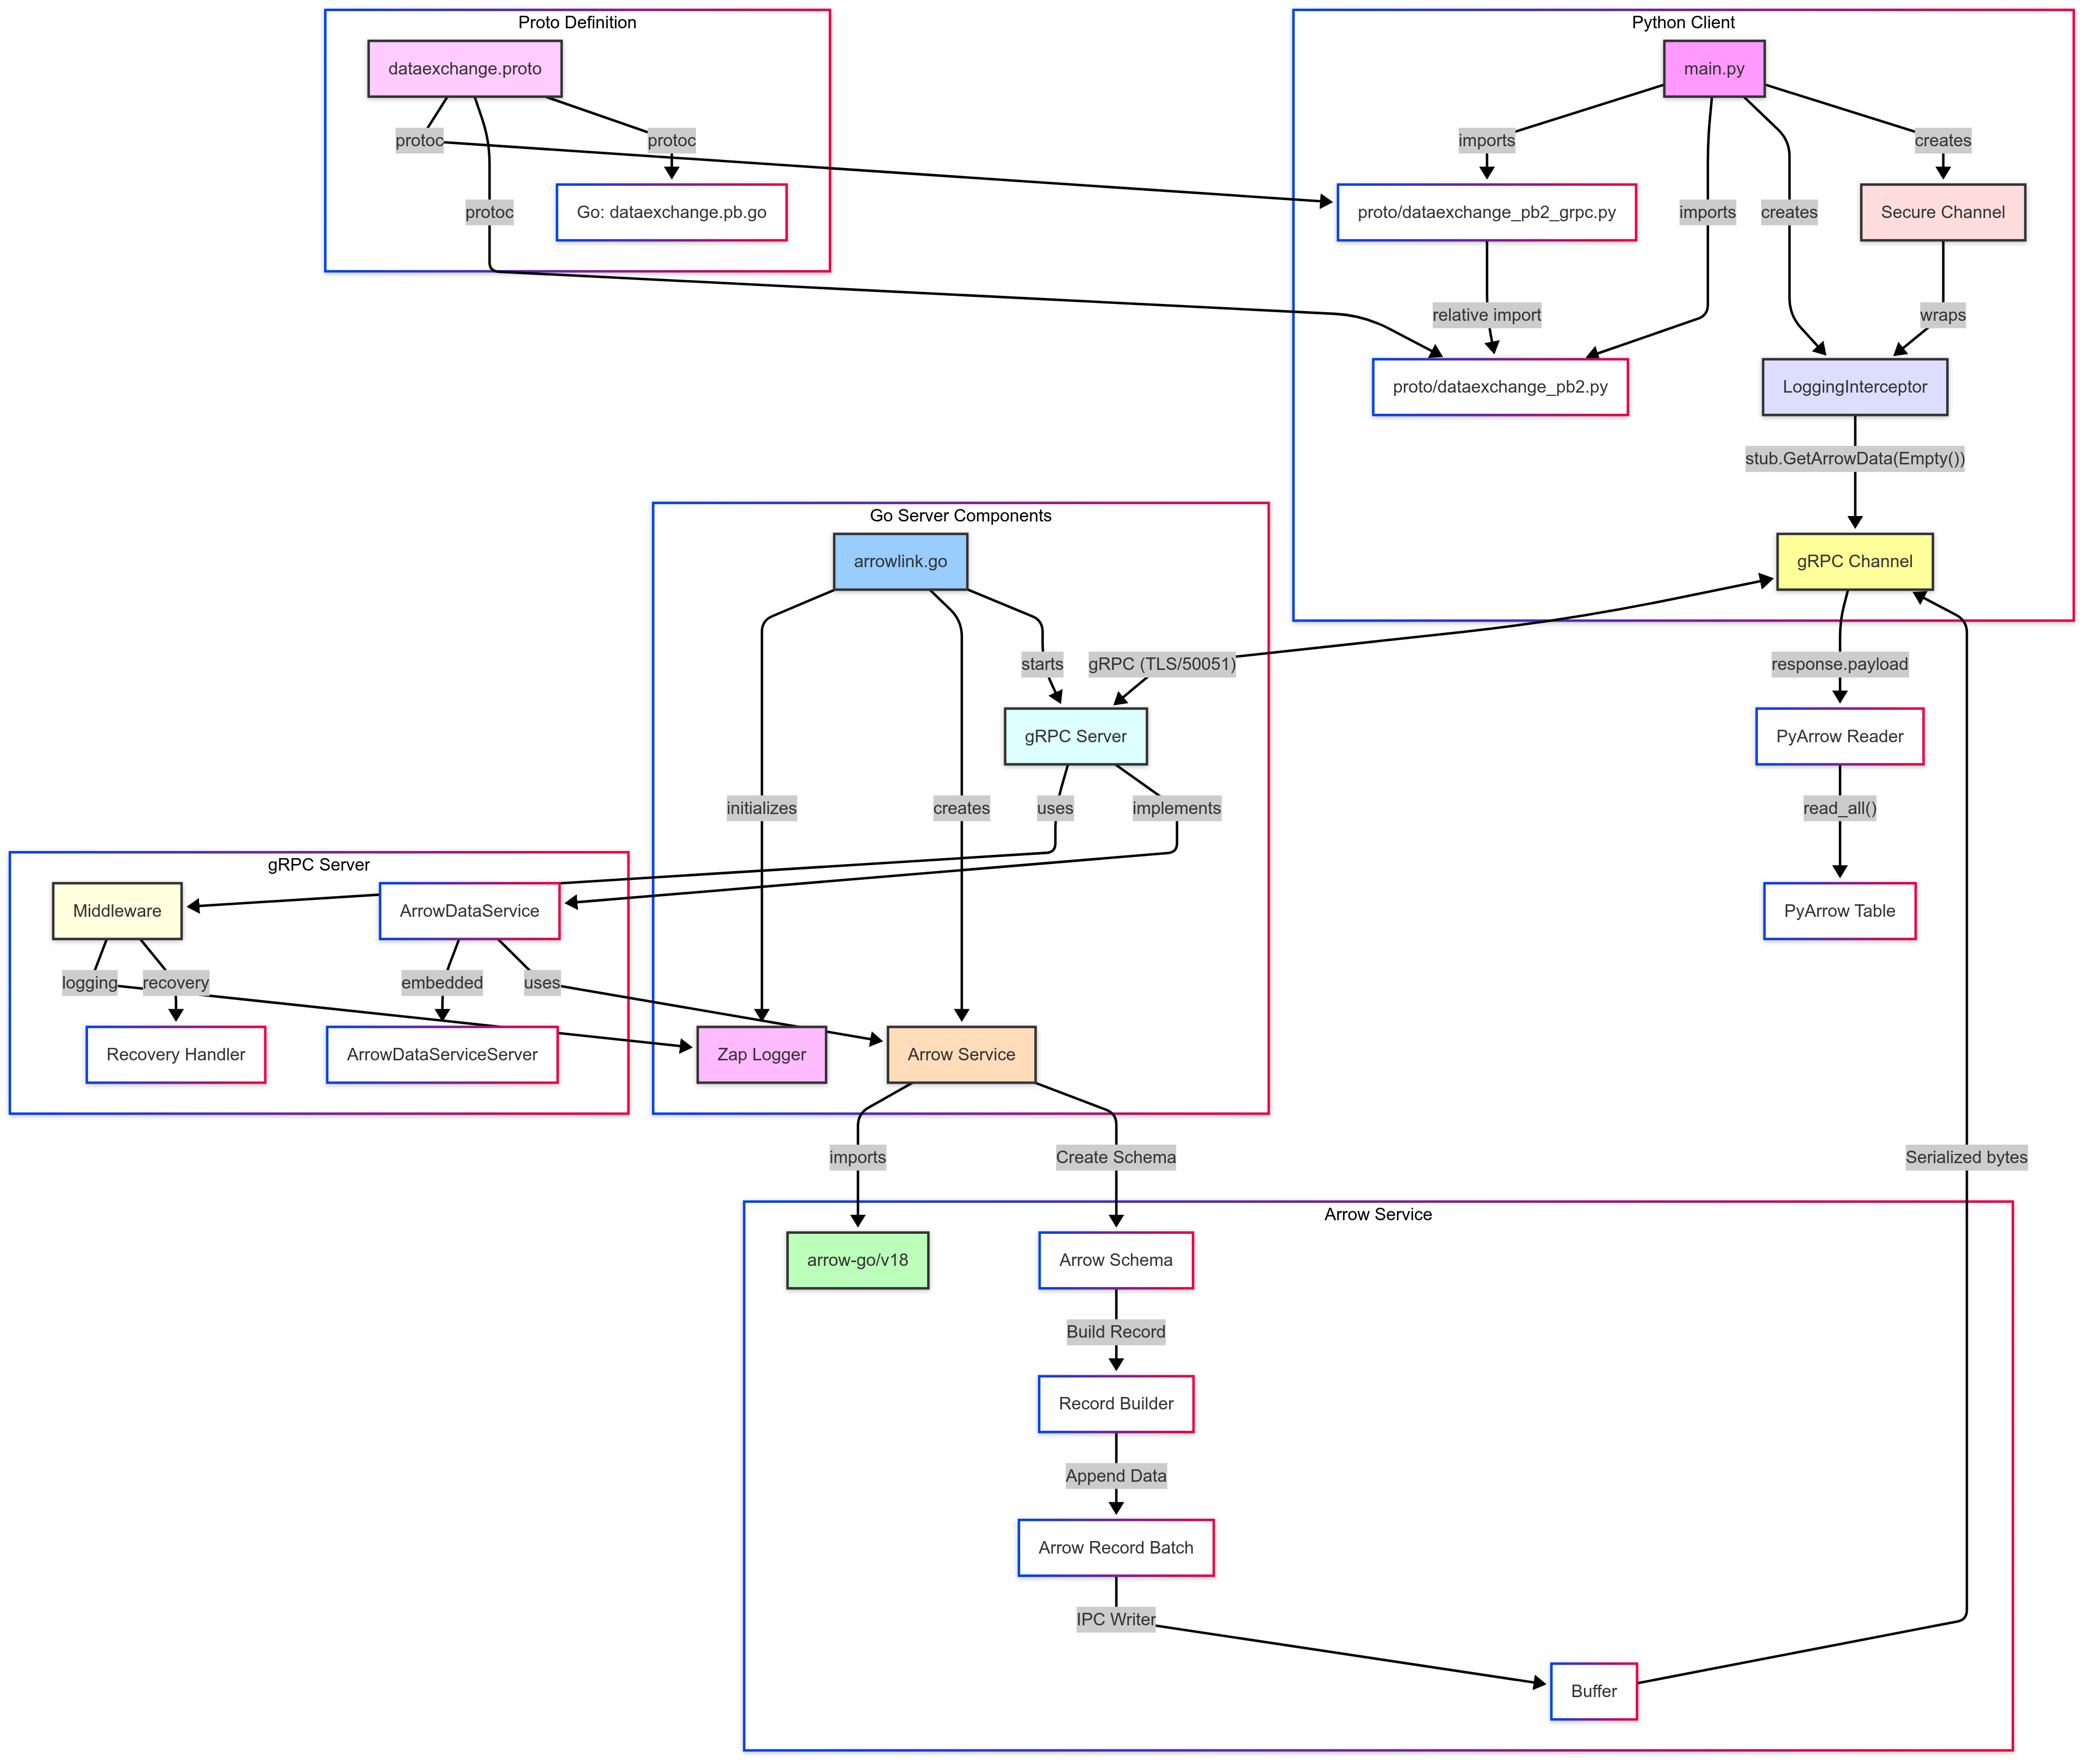 Proto Definition
dataexchange.proto
protoc
protoc
protoc
Go: dataexchange.pb.go
Python Client
main.py
imports
creates
imports
creates
proto/dataexchange_pb2_grpc.py
Secure Channel
relative import
wraps
proto/dataexchange_pb2.py
LoggingInterceptor
stub.GetArrowData(Empty())
gRPC Channel
Go Server Components
arrowlink.go
starts
gRPC (TLS/50051)
gRPC Server
initializes
creates
uses
implements
response.payload
PyArrow Reader
read_all()
PyArrow Table
gRPC Server
Middleware
ArrowDataService
logging
recovery
embedded
uses
Recovery Handler
ArrowDataServiceServer
Zap Logger
Arrow Service
imports
Create Schema
Serialized bytes
Arrow Service
arrow-go/v18
Arrow Schema
Build Record
Record Builder
Append Data
Arrow Record Batch
IPC Writer
Buffer